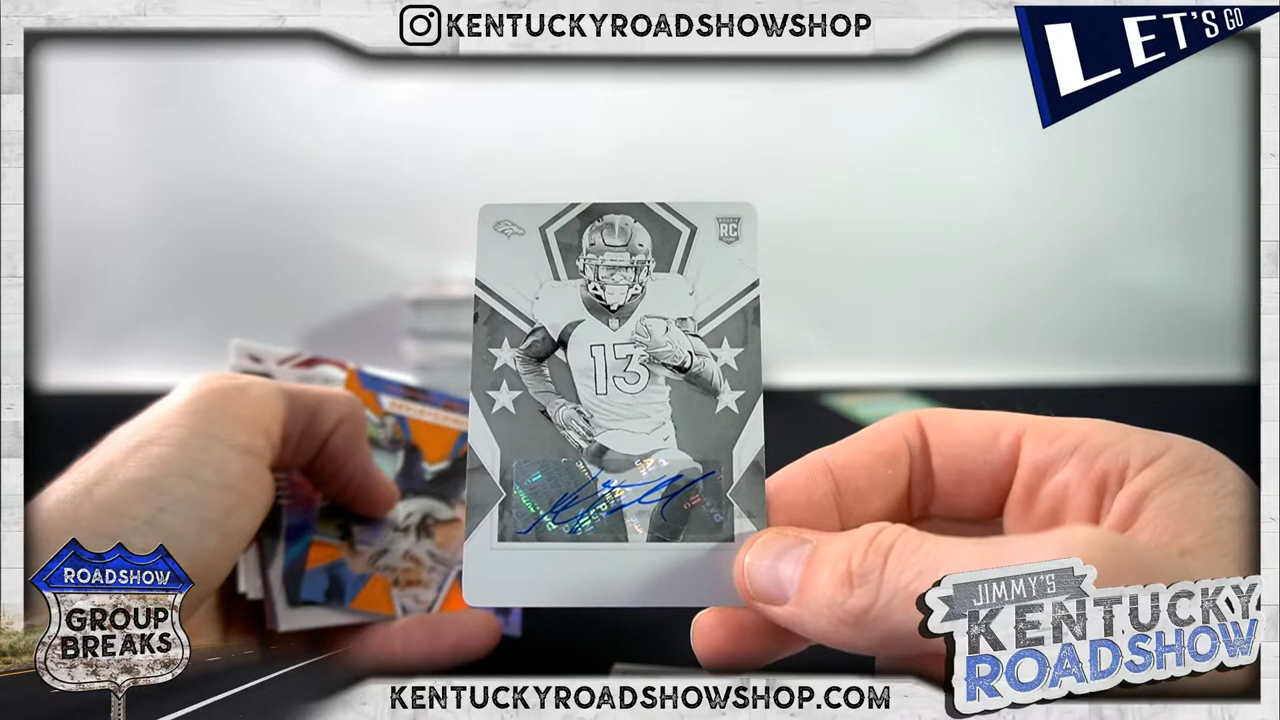 KENTUCKYROADSHOWSHOP
LET'S GO
RC
13
ROADSHOW
GROUP
BREAKS
JIMMY'S
KENTUCKY
ROADSHOW
KENTUCKYROADSHOWSHOP.COM